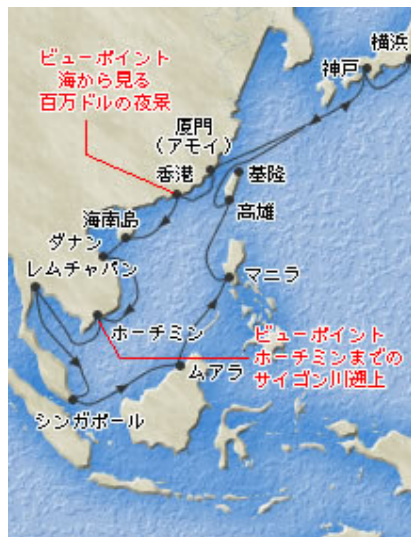 横浜
神戸
ビューポイント
海から見る
百万ドルの夜景
厦門
(アモイ)
香港
基隆
高雄
海南島
ダナン
レムチャバン
マニラ
ホーチミン
ビューポイント
ホーチミンまでの
サイゴン川遡上
ムアラ
シンガポール